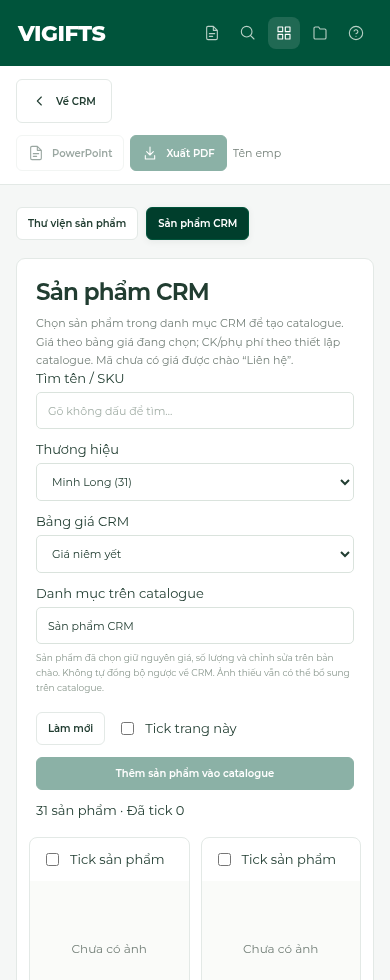 VIGIFTS
Về CRM
PowerPoint
Xuất PDF
Tên emp
Thư viện sản phẩm
Sản phẩm CRM
Sản phẩm CRM
Chọn sản phẩm trong danh mục CRM để tạo catalogue.
Giá theo bảng giá đang chọn; CK/phụ phí theo thiết lập
catalogue. Mã chưa có giá được chào “Liên hệ”.
Tìm tên / SKU
Gõ không dấu để tìm...
Thương hiệu
Minh Long (31)
Bảng giá CRM
Giá niêm yết
Danh mục trên catalogue
Sản phẩm CRM
Sản phẩm đã chọn giữ nguyên giá, số lượng và chỉnh sửa trên bản
chào. Không tự đồng bộ ngược về CRM. Ảnh thiếu vẫn có thể bổ sung
trên catalogue.
Làm mới
Tick trang này
Thêm sản phẩm vào catalogue
31 sản phẩm · Đã tick 0
Tick sản phẩm
Tick sản phẩm
Chưa có ảnh
Chưa có ảnh